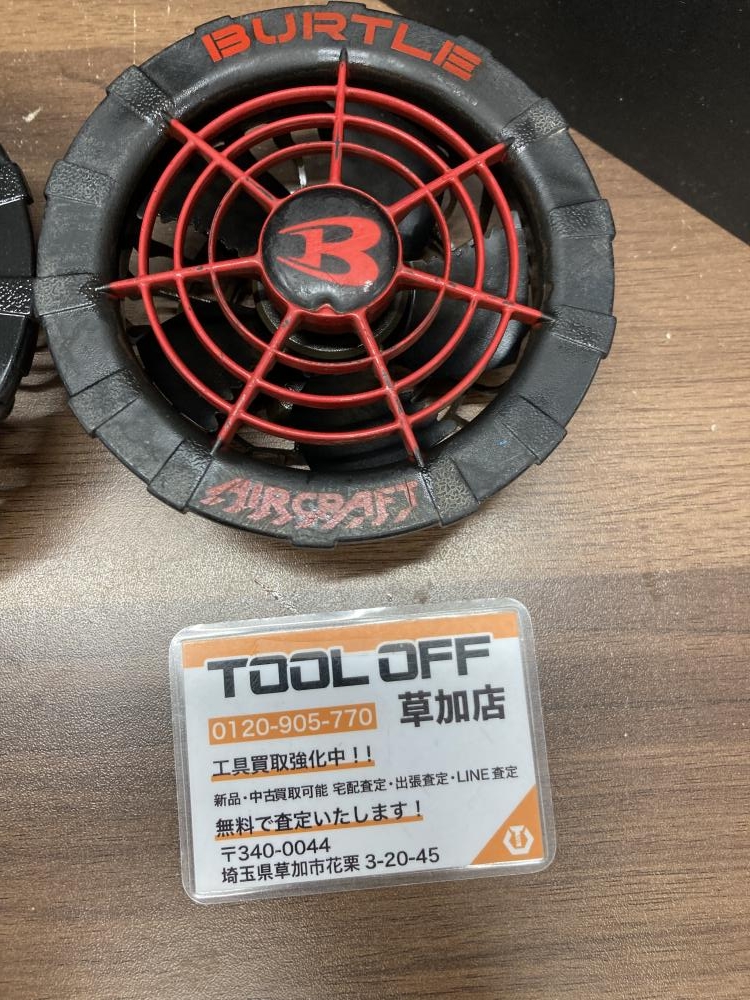 BURTLE
B
AIRCRAFT
TOOL OFF
0120-905-770 草加店
工具買取強化中！！
新品・中古買取可能 宅配査定・出張査定・LINE査定
無料で査定いたします！
〒340-0044
埼玉県草加市花栗 3-20-45